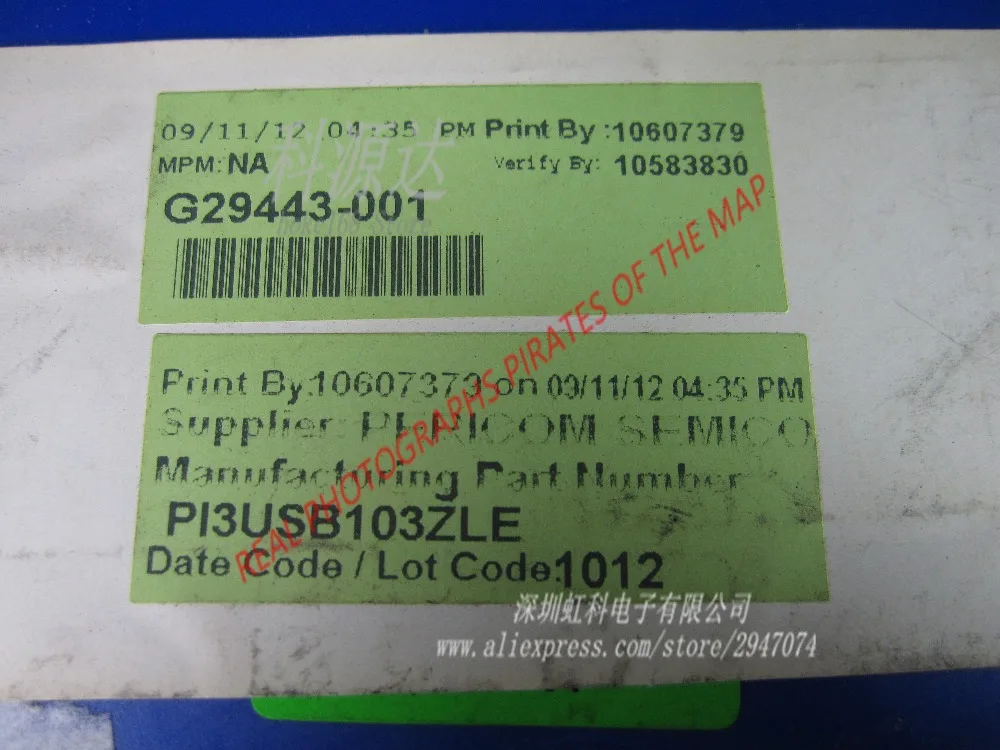 09/11/12 04:35 PM Print By :10607379
MPM: NA Verify By: 10583830
科源达
G29443-001
Store
REAL PHOTOGRAPHS PIRATES OF THE MAP
Print By:10607379 on 09/11/12 04:35 PM
Supplier: PERICOM SEMICO
Manufacturing Part Number
PI3USB103ZLE
Date Code / Lot Code:1012
深圳虹科电子有限公司
www.aliexpress.com/store/2947074